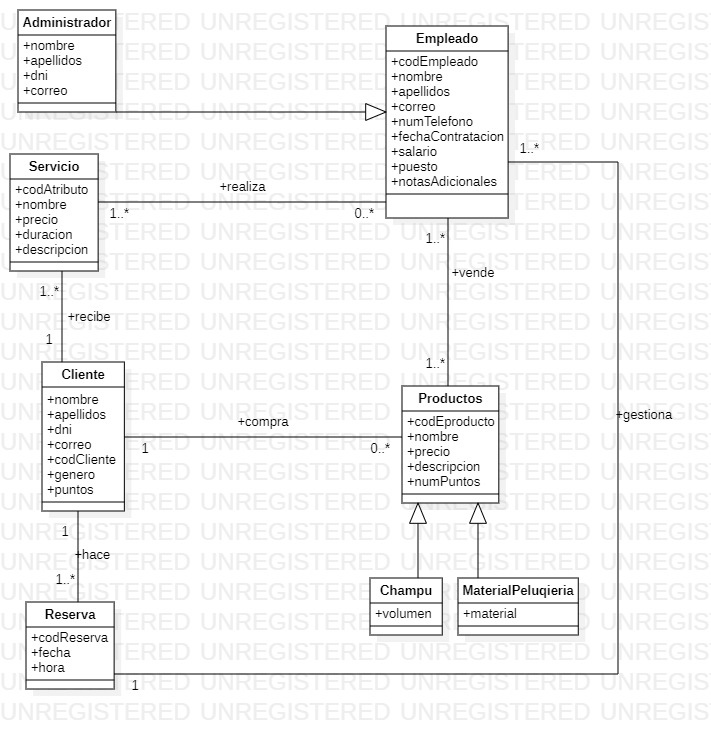 Administrador
+nombre
+apellidos
+dni
+correo
Empleado
+codEmpleado
+nombre
+apellidos
+correo
+numTelefono
+fechaContratacion
+salario
+puesto
+notasAdicionales
1..*
Servicio
+codAtributo
+nombre
+precio
+duracion
+descripcion
+realiza
1..*
0..*
1..*
+vende
1..*
1..*
+recibe
1
Cliente
+nombre
+apellidos
+dni
+correo
+codCliente
+genero
+puntos
+compra
1
0..*
Productos
+codEproducto
+nombre
+precio
+descripcion
+numPuntos
+gestiona
1
+hace
1..*
Champu
+volumen
MaterialPeluqieria
+material
Reserva
+codReserva
+fecha
+hora
1
UNREGISTERED UNREGISTERED UNREGISTERED UNREGIS